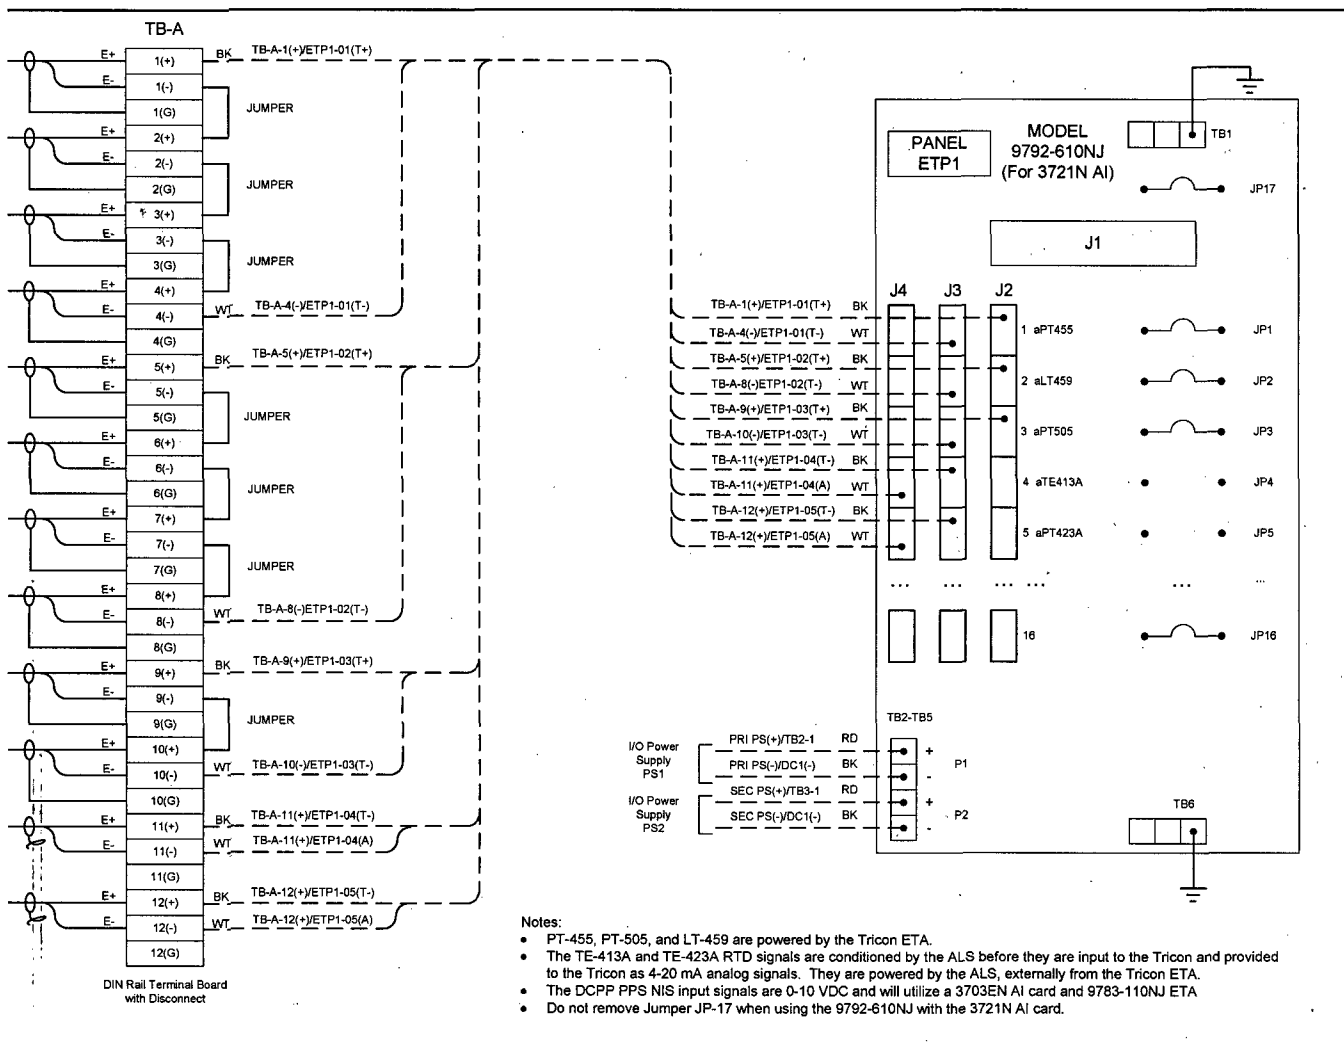 TB-A
E+ 1(+) BK TB-A-1(+)/ETP1-01(T+)
E- 1(-)
1(G) JUMPER
E+ 2(+)
E- 2(-)
2(G) JUMPER
E+ 3(+)
E- 3(-)
3(G) JUMPER
E+ 4(+)
E- 4(-) WT TB-A-4(-)/ETP1-01(T-)
4(G)
E+ 5(+) BK TB-A-5(+)/ETP1-02(T+)
E- 5(-)
5(G) JUMPER
E+ 6(+)
E- 6(-)
6(G) JUMPER
E+ 7(+)
E- 7(-)
7(G) JUMPER
E+ 8(+)
E- 8(-) WT TB-A-8(-)ETP1-02(T-)
8(G)
E+ 9(+) BK TB-A-9(+)/ETP1-03(T+)
E- 9(-)
9(G) JUMPER
E+ 10(+)
E- 10(-) WT TB-A-10(-)/ETP1-03(T-)
10(G)
E+ 11(+) BK TB-A-11(+)/ETP1-04(T-)
E- 11(-) WT TB-A-11(+)/ETP1-04(A)
11(G)
E+ 12(+) BK TB-A-12(+)/ETP1-05(T-)
E- 12(-) WT TB-A-12(+)/ETP1-05(A)
12(G)
DIN Rail Terminal Board
with Disconnect
PANEL
ETP1
MODEL
9792-610NJ
(For 3721N AI)
TB1
JP17
J1
J4 J3 J2
TB-A-1(+)/ETP1-01(T+) BK
1 aPT455 JP1
TB-A-4(-)/ETP1-01(T-) WT
TB-A-5(+)/ETP1-02(T+) BK
2 aLT459 JP2
TB-A-8(-)ETP1-02(T-) WT
TB-A-9(+)/ETP1-03(T+) BK
3 aPT505 JP3
TB-A-10(-)/ETP1-03(T-) WT
TB-A-11(+)/ETP1-04(T-) BK
4 aTE413A JP4
TB-A-11(+)/ETP1-04(A) WT
TB-A-12(+)/ETP1-05(T-) BK
5 aPT423A JP5
TB-A-12(+)/ETP1-05(A) WT
... ... ... ... ... ...
16 JP16
TB2-TB5
I/O Power
Supply
PS1
PRI PS(+)/TB2-1 RD +
P1
PRI PS(-)/DC1(-) BK -
I/O Power
Supply
PS2
SEC PS(+)/TB3-1 RD +
P2
SEC PS(-)/DC1(-) BK -
TB6
Notes:
• PT-455, PT-505, and LT-459 are powered by the Tricon ETA.
• The TE-413A and TE-423A RTD signals are conditioned by the ALS before they are input to the Tricon and provided
to the Tricon as 4-20 mA analog signals. They are powered by the ALS, externally from the Tricon ETA.
• The DCPP PPS NIS input signals are 0-10 VDC and will utilize a 3703EN AI card and 9783-110NJ ETA
• Do not remove Jumper JP-17 when using the 9792-610NJ with the 3721N AI card.